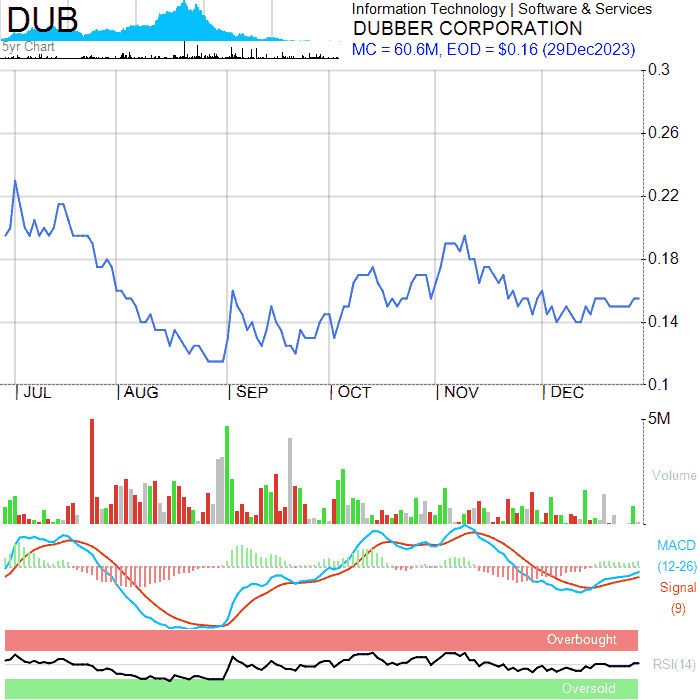 DUB
5yr Chart
Information Technology | Software & Services
DUBBER CORPORATION
MC = 60.6M, EOD = $0.16 (29Dec2023)
0.3
0.26
0.22
0.18
0.14
0.1
JUL AUG SEP OCT NOV DEC
5M
Volume
MACD
(12-26)
Signal
(9)
Overbought
RSI(14)
Oversold